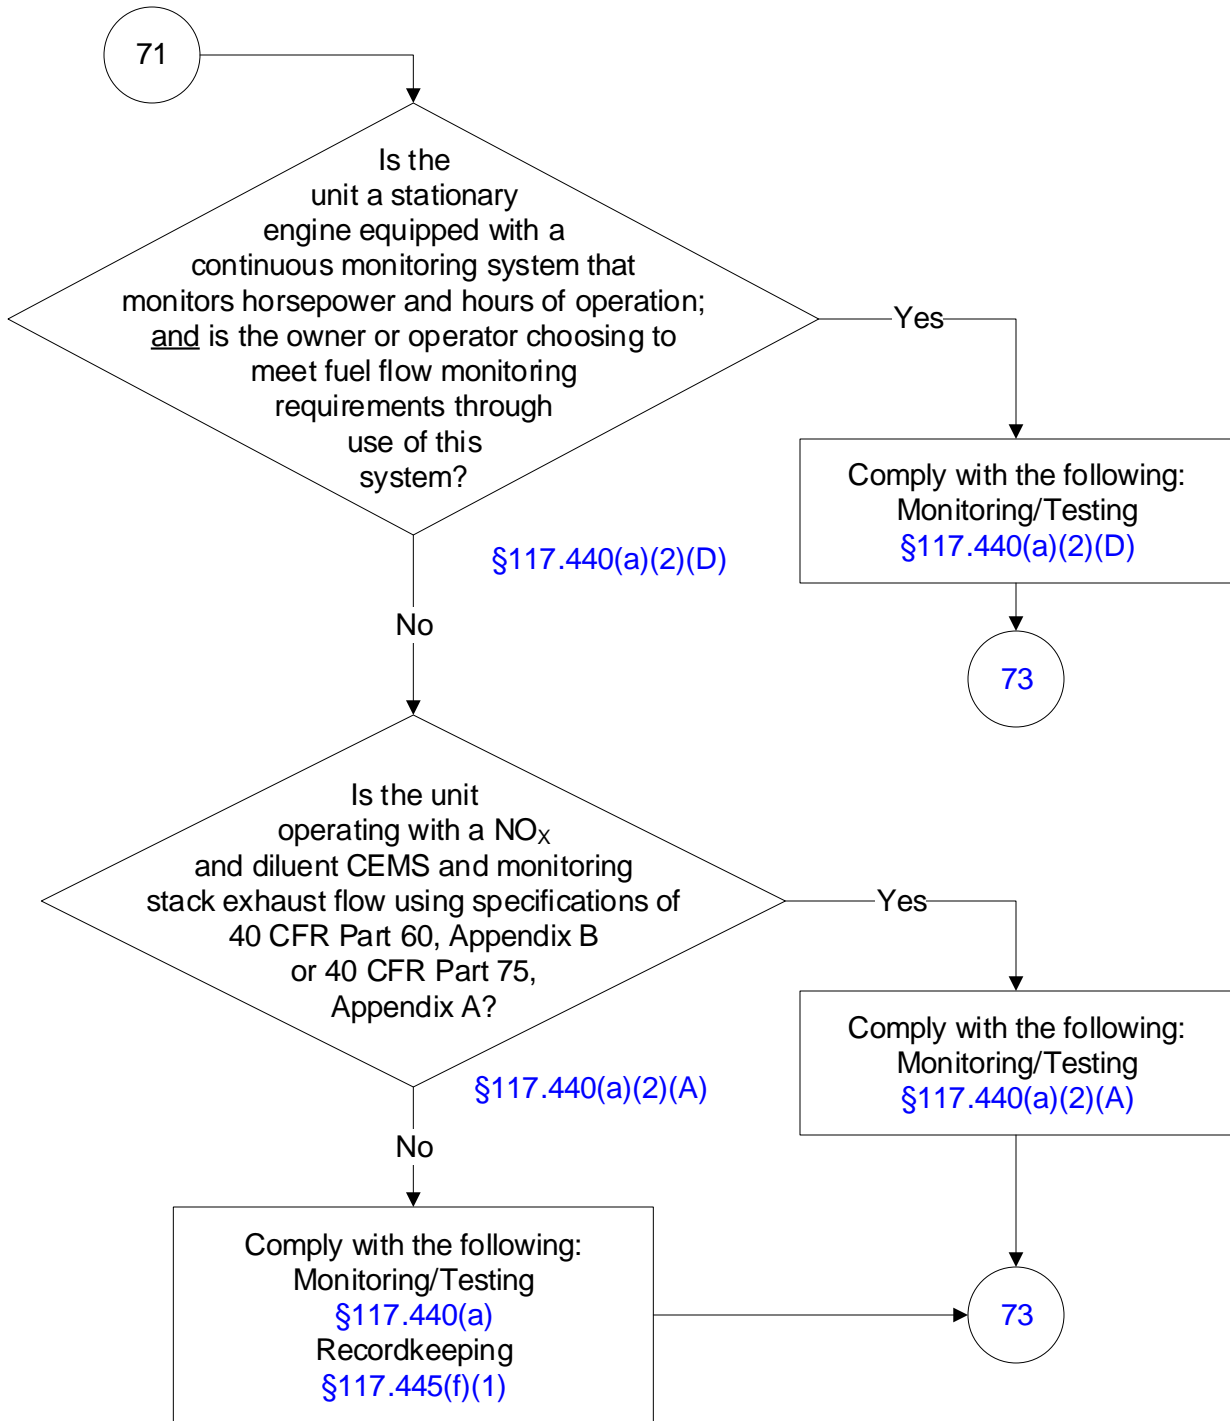 71
Is the
unit a stationary
engine equipped with a
continuous monitoring system that
monitors horsepower and hours of operation;
and is the owner or operator choosing to
meet fuel flow monitoring
requirements through
use of this
system?
Yes
Comply with the following:
Monitoring/Testing
§117.440(a)(2)(D)
§117.440(a)(2)(D)
No
73
Is the unit
operating with a NOX
and diluent CEMS and monitoring
stack exhaust flow using specifications of
40 CFR Part 60, Appendix B
or 40 CFR Part 75,
Appendix A?
Yes
Comply with the following:
Monitoring/Testing
§117.440(a)(2)(A)
§117.440(a)(2)(A)
No
Comply with the following:
Monitoring/Testing
§117.440(a)
Recordkeeping
§117.445(f)(1)
73